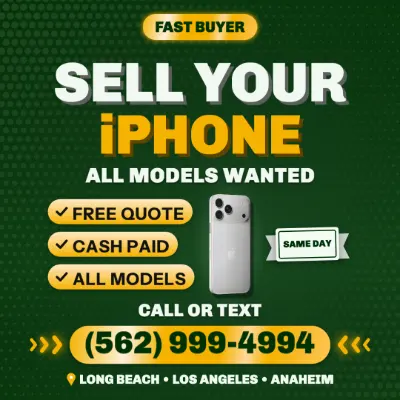 FAST BUYER
SELL YOUR
iPHONE
ALL MODELS WANTED
✓ FREE QUOTE
✓ CASH PAID
✓ ALL MODELS
SAME DAY
CALL OR TEXT
(562) 999-4994
LONG BEACH • LOS ANGELES • ANAHEIM